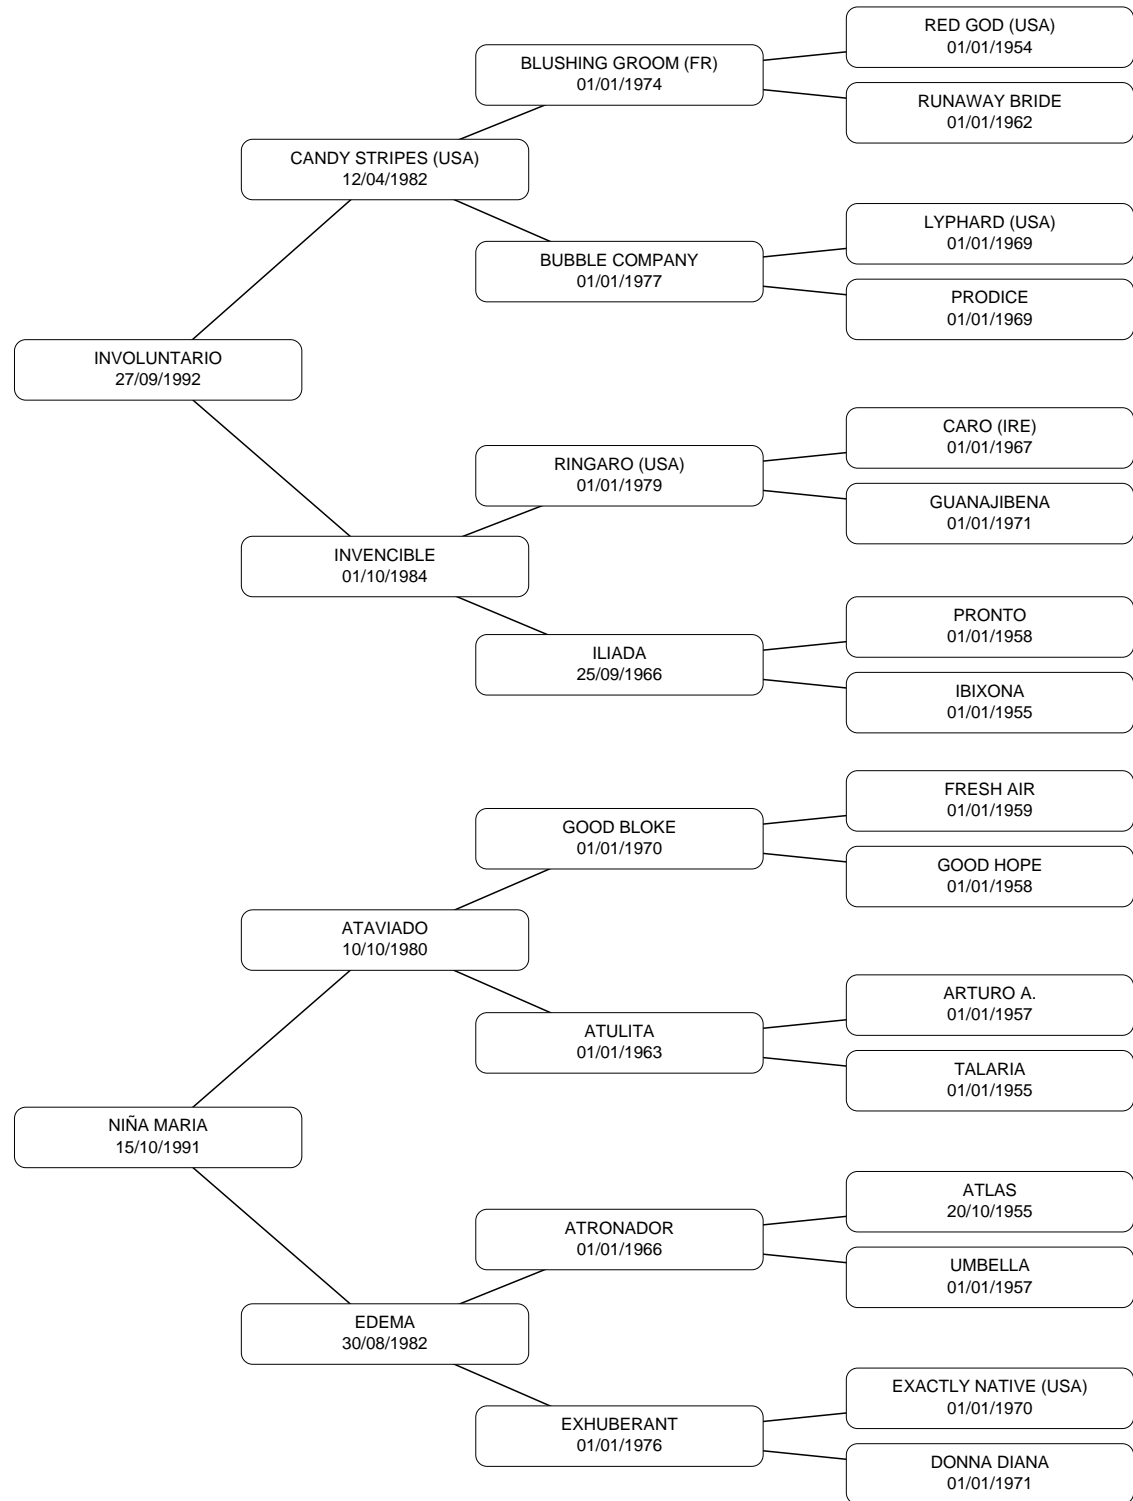 RED GOD (USA)
01/01/1954
BLUSHING GROOM (FR)
01/01/1974
RUNAWAY BRIDE
01/01/1962
CANDY STRIPES (USA)
12/04/1982
LYPHARD (USA)
01/01/1969
BUBBLE COMPANY
01/01/1977
PRODICE
01/01/1969
INVOLUNTARIO
27/09/1992
CARO (IRE)
01/01/1967
RINGARO (USA)
01/01/1979
GUANAJIBENA
01/01/1971
INVENCIBLE
01/10/1984
PRONTO
01/01/1958
ILIADA
25/09/1966
IBIXONA
01/01/1955
FRESH AIR
01/01/1959
GOOD BLOKE
01/01/1970
GOOD HOPE
01/01/1958
ATAVIADO
10/10/1980
ARTURO A.
01/01/1957
ATULITA
01/01/1963
TALARIA
01/01/1955
NIÑA MARIA
15/10/1991
ATLAS
20/10/1955
ATRONADOR
01/01/1966
UMBELLA
01/01/1957
EDEMA
30/08/1982
EXACTLY NATIVE (USA)
01/01/1970
EXHUBERANT
01/01/1976
DONNA DIANA
01/01/1971